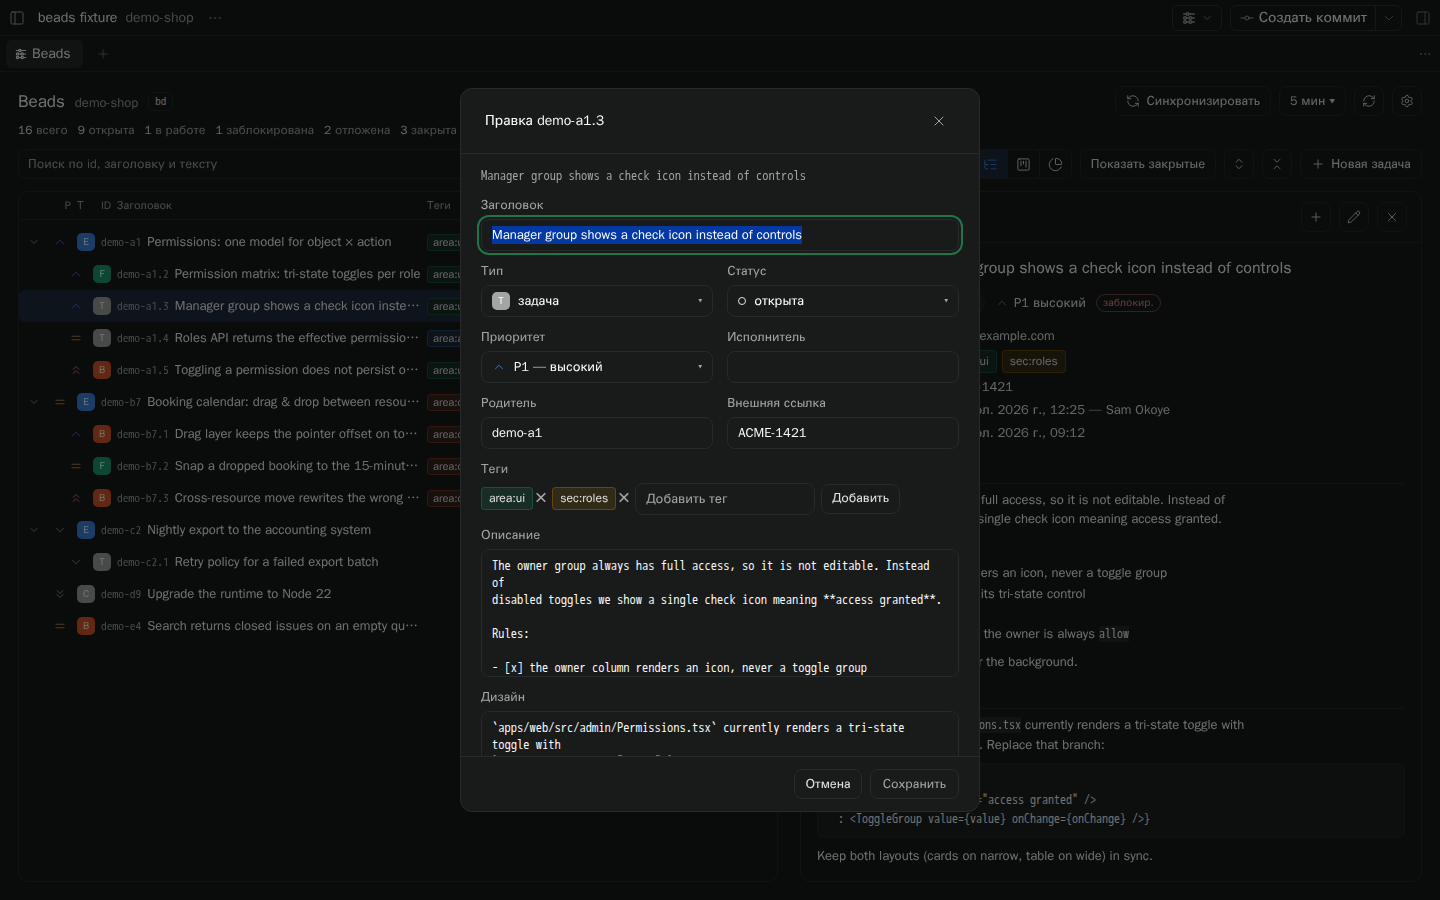 beads fixture demo-shop ···
Создать коммит
Beads
Beads demo-shop bd
Синхронизировать 5 мин
16 всего 9 открыта 1 в работе 1 заблокирована 2 отложена 3 закрыта
Поиск по id, заголовку и тексту
Показать закрытые
Новая задача
P T ID Заголовок Теги
E demo-a1 Permissions: one model for object × action area:
F demo-a1.2 Permission matrix: tri-state toggles per role area:
T demo-a1.3 Manager group shows a check icon inste··· area:
T demo-a1.4 Roles API returns the effective permissio··· area:
B demo-a1.5 Toggling a permission does not persist o··· area:
E demo-b7 Booking calendar: drag & drop between resou··· area:
B demo-b7.1 Drag layer keeps the pointer offset on to··· area:
F demo-b7.2 Snap a dropped booking to the 15-minut··· area:
B demo-b7.3 Cross-resource move rewrites the wrong ··· area:
E demo-c2 Nightly export to the accounting system
T demo-c2.1 Retry policy for a failed export batch
C demo-d9 Upgrade the runtime to Node 22
B demo-e4 Search returns closed issues on an empty qu···
Правка demo-a1.3
Manager group shows a check icon instead of controls
Заголовок
Manager group shows a check icon instead of controls
Тип Статус
T задача открыта
Приоритет Исполнитель
P1 — высокий
Родитель Внешняя ссылка
demo-a1 ACME-1421
Теги
area:ui ✕ sec:roles ✕ Добавить тег Добавить
Описание
The owner group always has full access, so it is not editable. Instead
of
disabled toggles we show a single check icon meaning **access granted**.
Rules:
- [x] the owner column renders an icon, never a toggle group
Дизайн
`apps/web/src/admin/Permissions.tsx` currently renders a tri-state
toggle with
Отмена Сохранить
group shows a check icon instead of controls
P1 высокий заблокир.
example.com
ui sec:roles
1421
2026 г., 12:25 — Sam Okoye
2026 г., 09:12
full access, so it is not editable. Instead of
single check icon meaning access granted.
an icon, never a toggle group
its tri-state control
the owner is always allow
the background.
.tsx currently renders a tri-state toggle with
. Replace that branch:
="access granted" />
: <ToggleGroup value={value} onChange={onChange} />}
Keep both layouts (cards on narrow, table on wide) in sync.